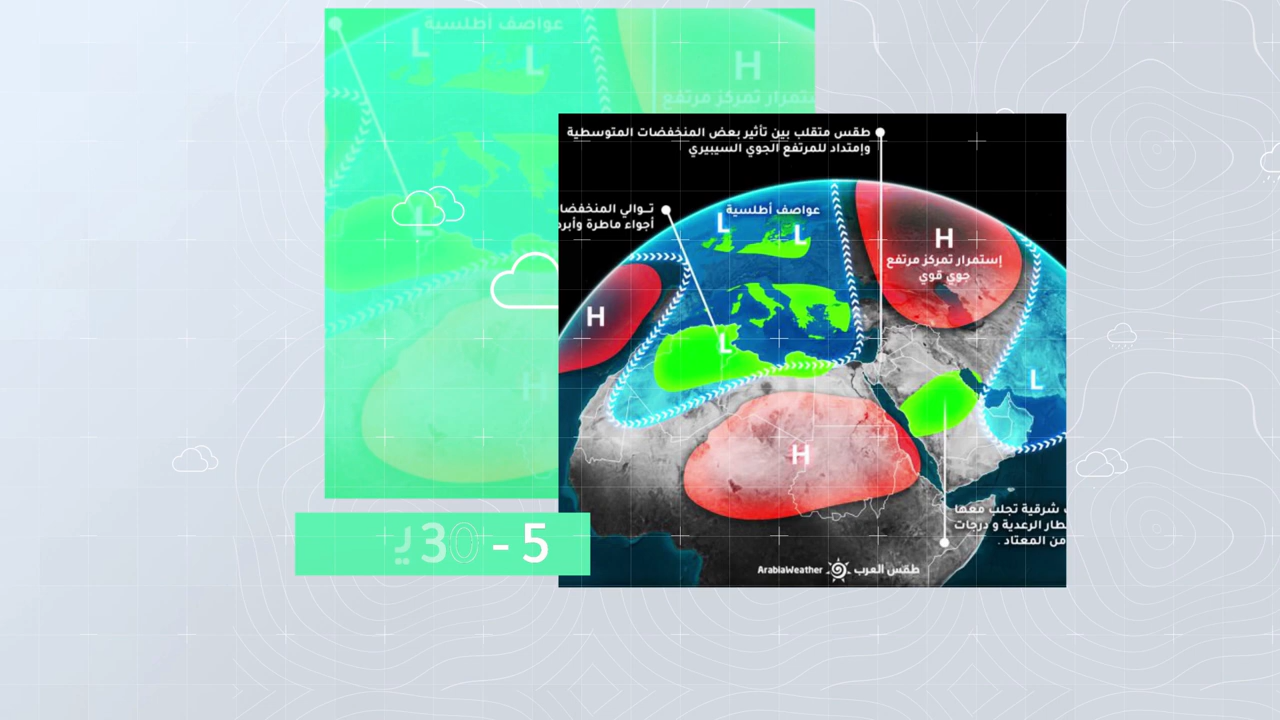 عواصف أطلسية
L
L
H
إستمرار تمركز مرتفع
L
H
طقس متقلب بين تأثير بعض المنخفضات المتوسطية
وإمتداد للمرتفع الجوي السيبيري
تــوالي المنخفضا
أجواء ماطرة وأبرد
عواصف أطلسية
L
L
H
إستمرار تمركز مرتفع
جوي قوي
H
L
L
H
شرقية تجلب معها
طار الرعدية و درجات
من المعتاد .
ArabiaWeather طقس العرب
5 - 30